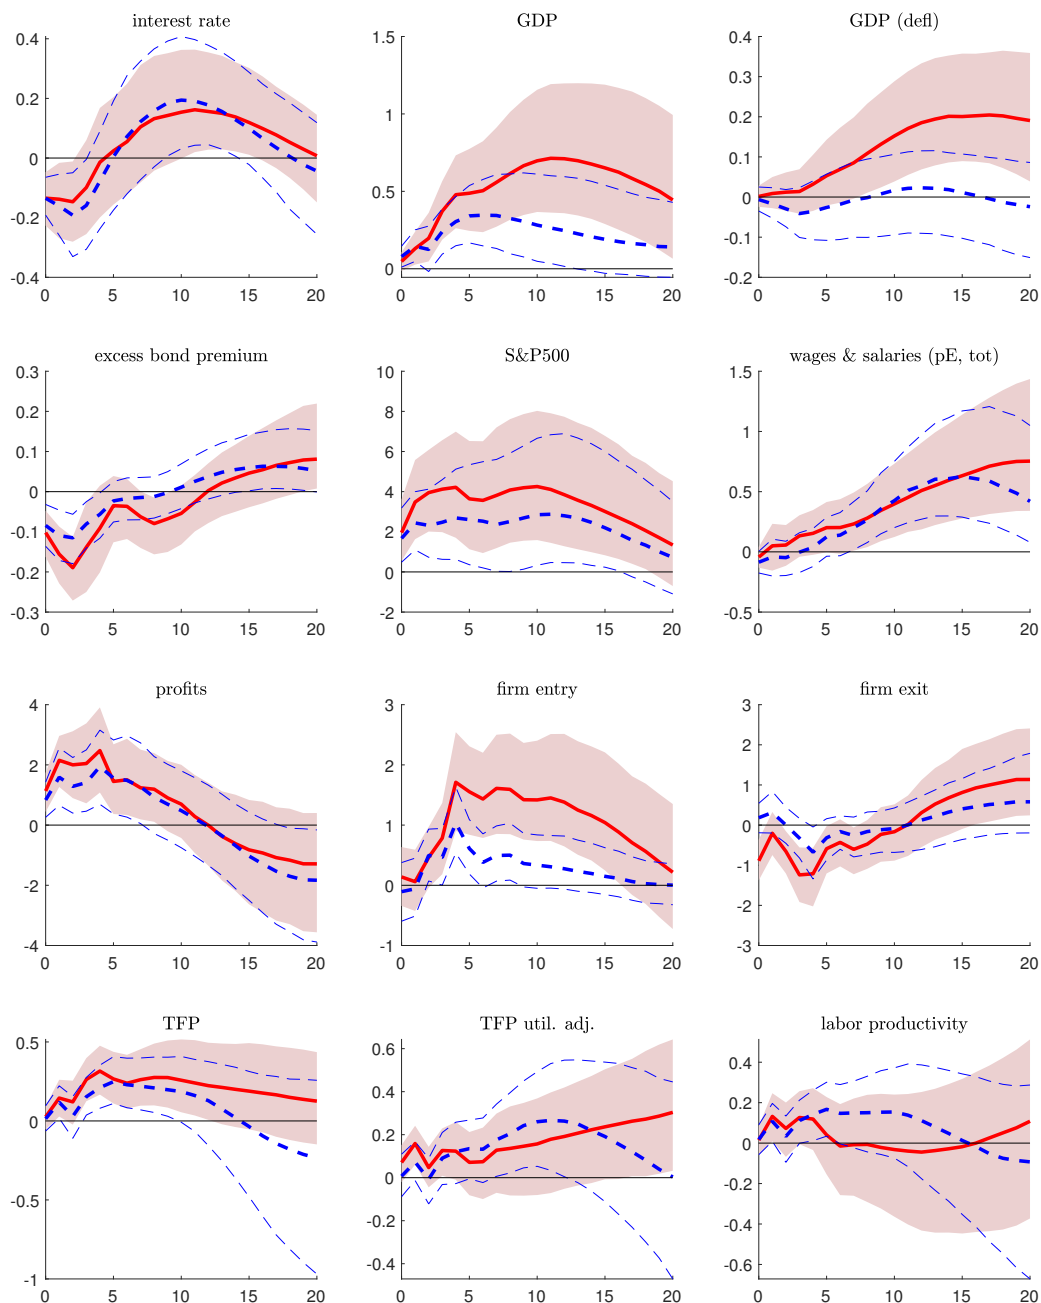 interest rate
0.4
0.2
0
-0.2
-0.4
0 5 10 15 20
GDP
1.5
1
0.5
0
0 5 10 15 20
GDP (defl)
0.4
0.3
0.2
0.1
0
-0.1
-0.2
0 5 10 15 20
excess bond premium
0.3
0.2
0.1
0
-0.1
-0.2
-0.3
0 5 10 15 20
S&P500
10
8
6
4
2
0
-2
0 5 10 15 20
wages & salaries (pE, tot)
1.5
1
0.5
0
-0.5
0 5 10 15 20
profits
4
2
0
-2
-4
0 5 10 15 20
firm entry
3
2
1
0
-1
0 5 10 15 20
firm exit
3
2
1
0
-1
-2
-3
0 5 10 15 20
TFP
0.5
0
-0.5
-1
0 5 10 15 20
TFP util. adj.
0.6
0.4
0.2
0
-0.2
-0.4
0 5 10 15 20
labor productivity
0.4
0.2
0
-0.2
-0.4
-0.6
0 5 10 15 20